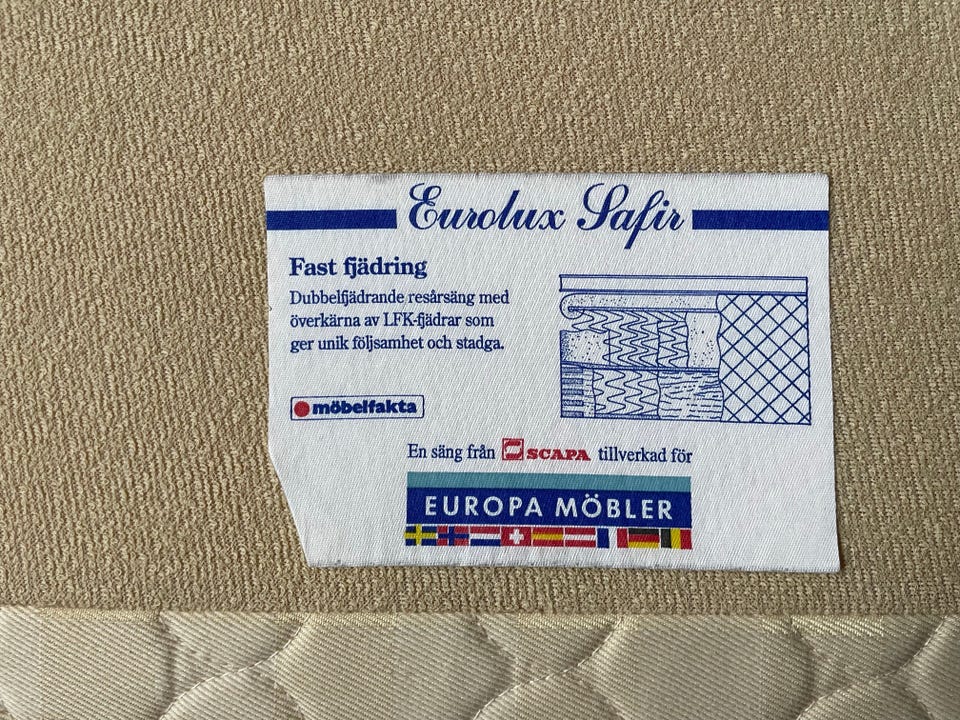 Eurolux Safir
Fast fjädring
Dubbelfjädrande resårsäng med
överkärna av LFK-fjädrar som
ger unik följsamhet och stadga.
möbelfakta
En säng från SCAPA tillverkad för
EUROPA MÖBLER